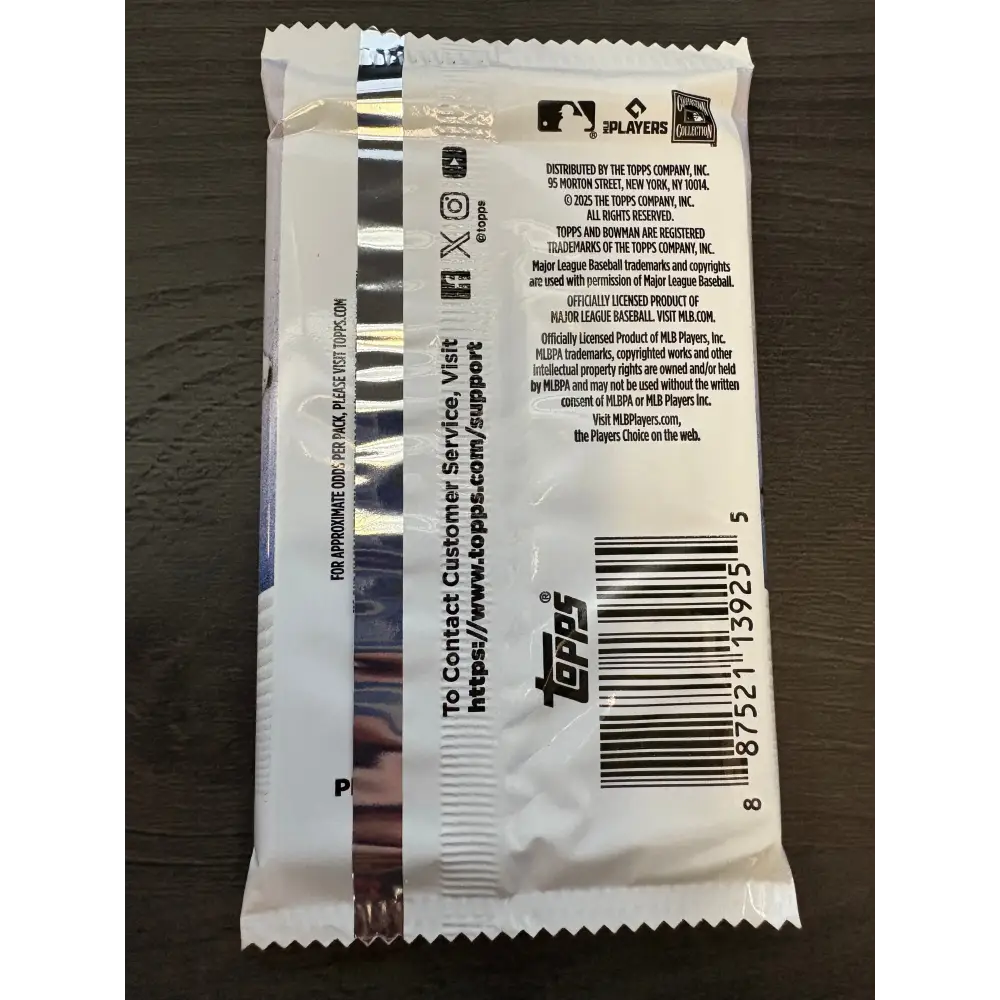 MLB PLAYERS
COOPERSTOWN
COLLECTION
DISTRIBUTED BY THE TOPPS COMPANY, INC.
95 MORTON STREET, NEW YORK, NY 10014.
© 2025 THE TOPPS COMPANY, INC.
ALL RIGHTS RESERVED.
TOPPS AND BOWMAN ARE REGISTERED
TRADEMARKS OF THE TOPPS COMPANY, INC.
Major League Baseball trademarks and copyrights
are used with permission of Major League Baseball.
OFFICIALLY LICENSED PRODUCT OF
MAJOR LEAGUE BASEBALL. VISIT MLB.COM.
Officially Licensed Product of MLB Players, Inc.
MLBPA trademarks, copyrighted works and other
intellectual property rights are owned and/or held
by MLBPA and may not be used without the written
consent of MLBPA or MLB Players Inc.
Visit MLBPlayers.com,
the Players Choice on the web.
@topps
To Contact Customer Service, Visit
https://www.topps.com/support
FOR APPROXIMATE ODDS PER PACK, PLEASE VISIT TOPPS.COM
topps®
8 87521 13925 5